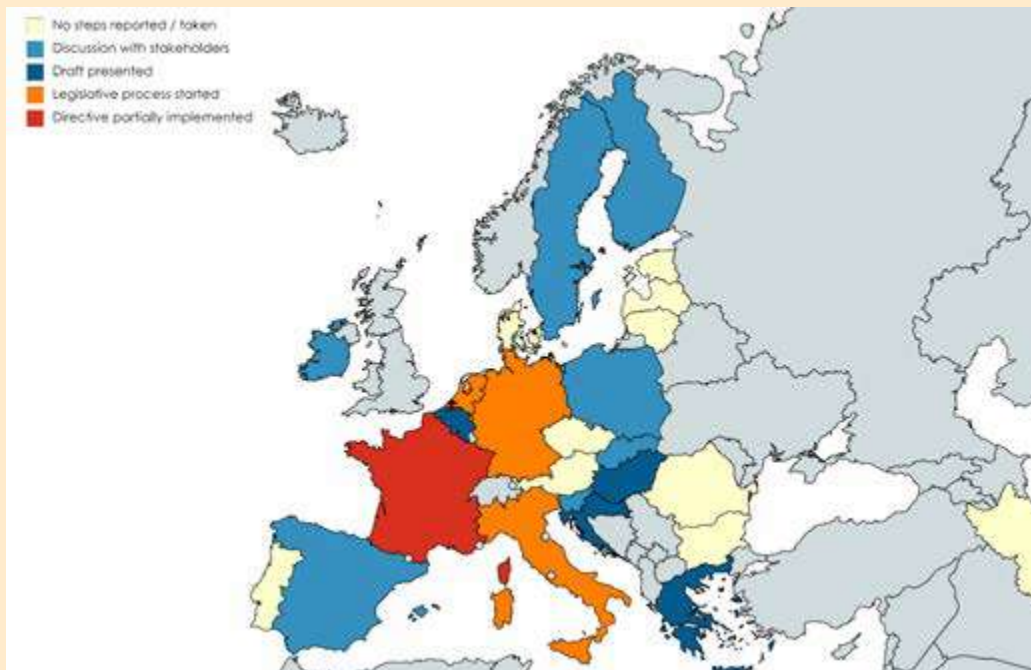 No steps reported / taken
Discussion with stakeholders
Draft presented
Legislative process started
Directive partially implemented